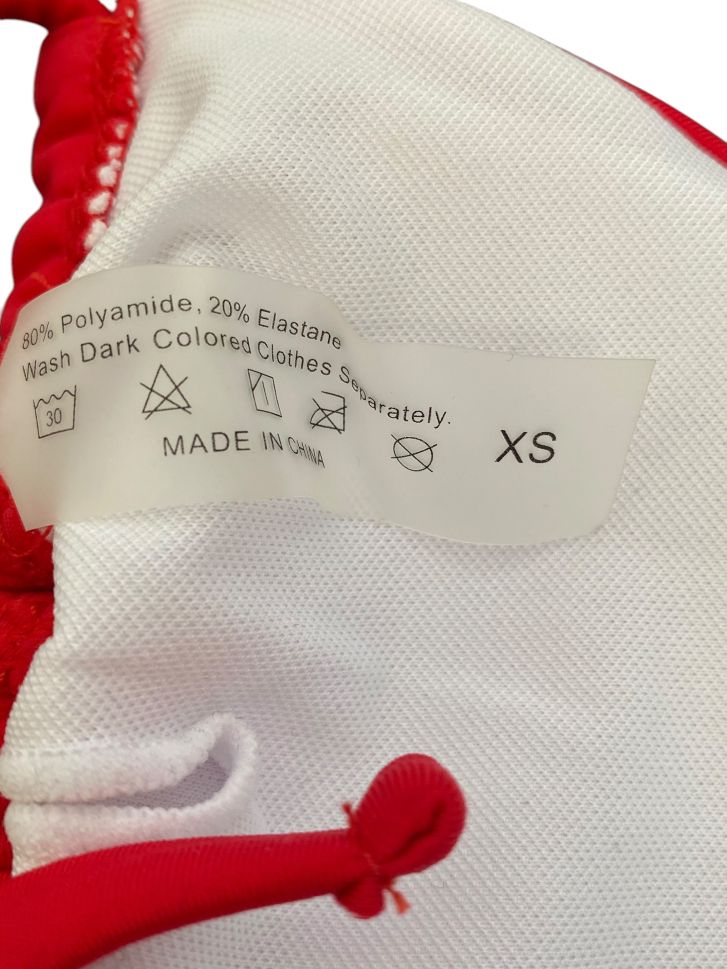 80% Polyamide, 20% Elastane
Wash Dark Colored Clothes Separately.
30
MADE IN CHINA
XS